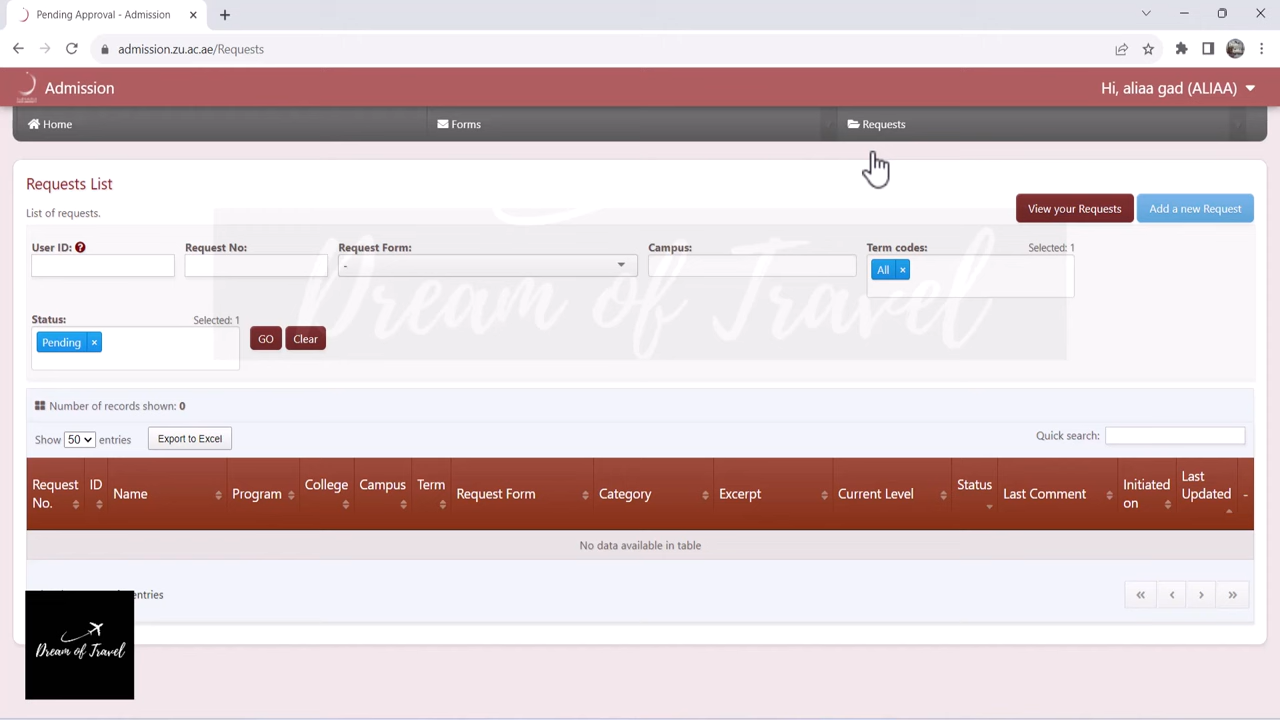 Pending Approval - Admission
admission.zu.ac.ae/Requests
Admission
Hi, aliaa gad (ALIAA)
Home
Forms
Requests
Requests List
List of requests.
View your Requests
Add a new Request
User ID:
Request No:
Request Form:
Campus:
Term codes:
Selected: 1
-
All ×
Status:
Selected: 1
Pending ×
GO
Clear
Dream of Travel
Number of records shown: 0
Show 50 entries
Export to Excel
Quick search:
Request No.
ID
Name
Program
College
Campus
Term
Request Form
Category
Excerpt
Current Level
Status
Last Comment
Initiated on
Last Updated
-
No data available in table
entries
«
‹
›
»
Dream of Travel